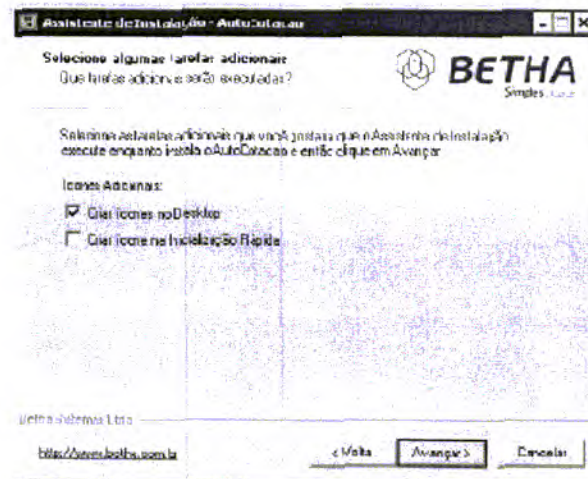 Assistente de Instalação - AutoCotacao
Selecione algumas tarefas adicionais
Que tarefas adicionais serão executadas?
BETHA
Simples
Selecione as tarefas adicionais que você gostaria que o Assistente de Instalação
execute enquanto instala o AutoCotacao e então clique em Avançar
Ícones Adicionais:
Criar ícones no Desktop
Criar ícone na Inicialização Rápida
Betha Sistemas Ltda
http://www.betha.com.br
< Volta
Avançar >
Cancelar